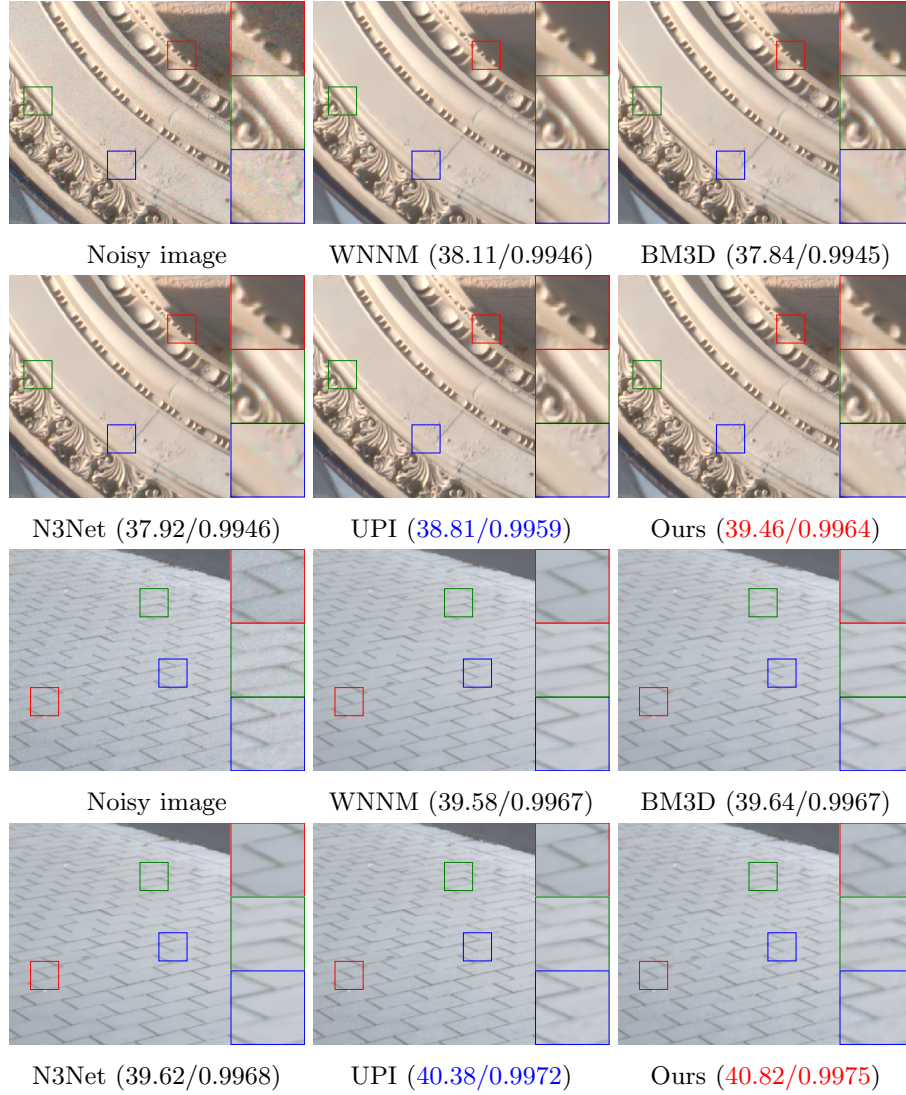 Noisy image WNNM (38.11/0.9946) BM3D (37.84/0.9945)
N3Net (37.92/0.9946) UPI (38.81/0.9959) Ours (39.46/0.9964)
Noisy image WNNM (39.58/0.9967) BM3D (39.64/0.9967)
N3Net (39.62/0.9968) UPI (40.38/0.9972) Ours (40.82/0.9975)